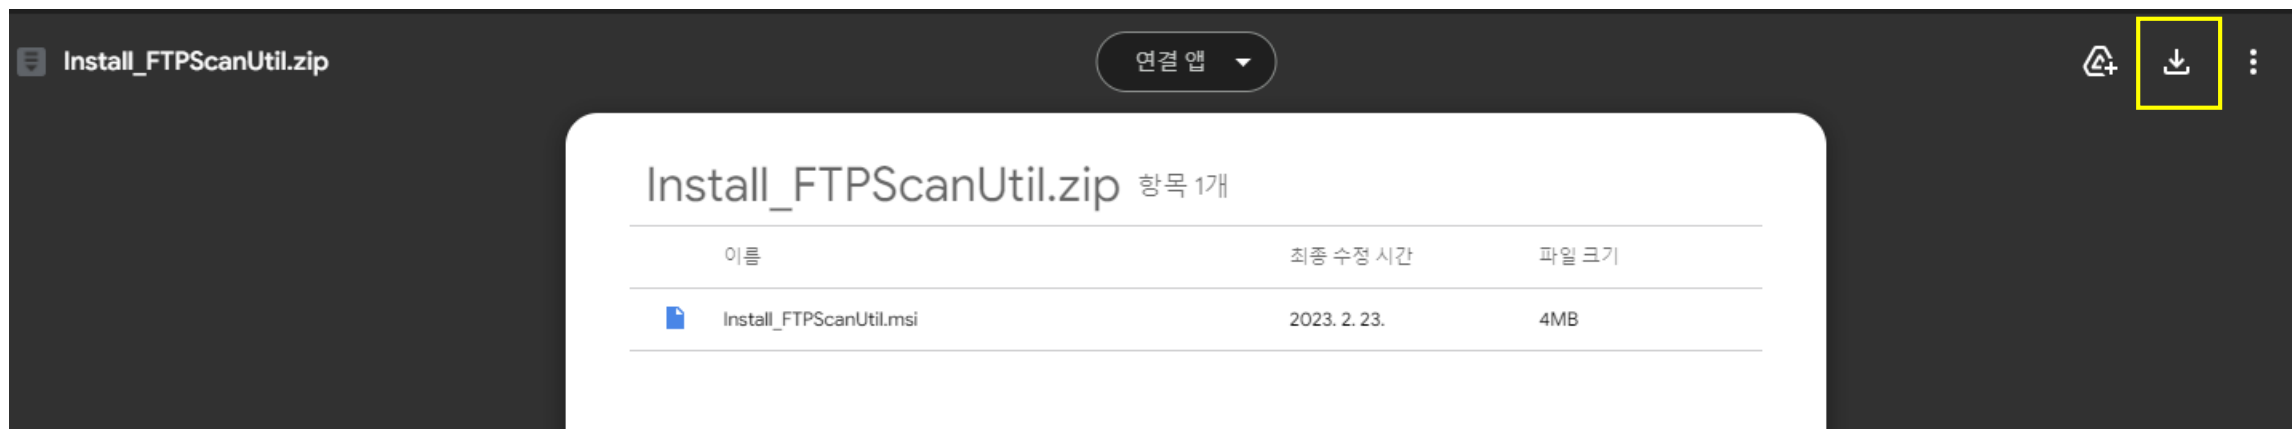 Install_FTPScanUtil.zip
연결 앱
Install_FTPScanUtil.zip 항목 1개
이름 최종 수정 시간 파일 크기
Install_FTPScanUtil.msi 2023. 2. 23. 4MB